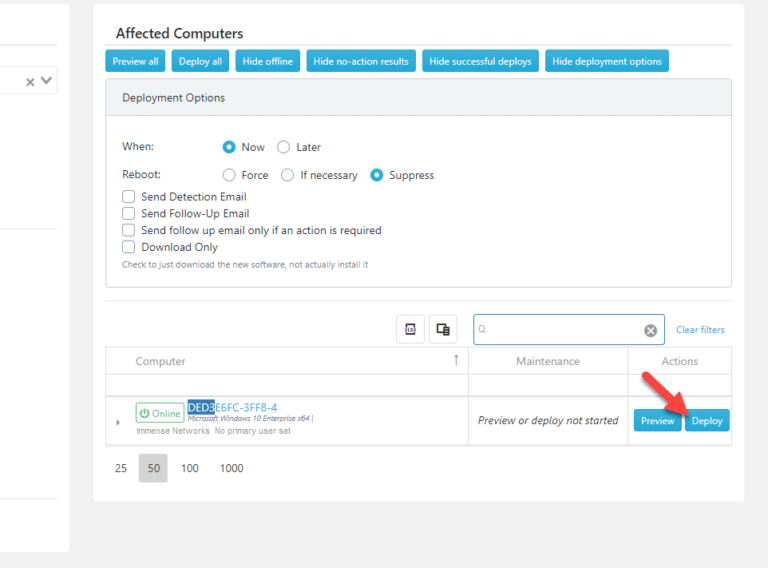 Affected Computers
Preview all Deploy all Hide offline Hide no-action results Hide successful deploys Hide deployment options
Deployment Options
When: Now Later
Reboot: Force If necessary Suppress
Send Detection Email
Send Follow-Up Email
Send follow up email only if an action is required
Download Only
Check to just download the new software, not actually install it
Clear filters
Computer Maintenance Actions
Online DED3E6FC-3FF8-4
Microsoft Windows 10 Enterprise x64 |
Immense Networks No primary user set
Preview or deploy not started
Preview Deploy
25 50 100 1000